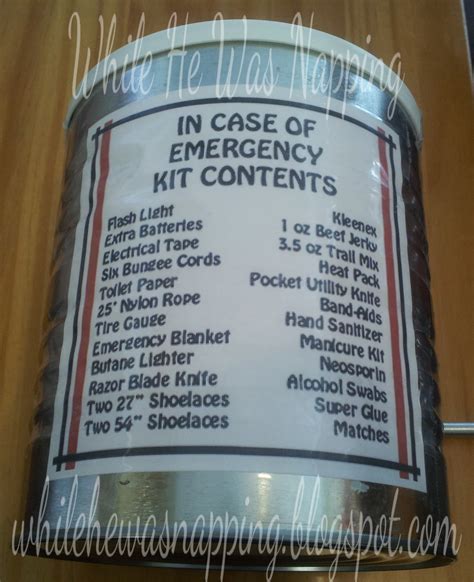 While He Was Napping
IN CASE OF
EMERGENCY
KIT CONTENTS
Flash Light
Extra Batteries
Electrical Tape
Six Bungee Cords
Toilet Paper
25" Nylon Rope
Tire Gauge
Emergency Blanket
Butane Lighter
Razor Blade Knife
Two 27" Shoelaces
Two 54" Shoelaces
Kleenex
1 oz Beef Jerky
3.5 oz Trail Mix
Heat Pack
Pocket Utility Knife
Band-Aids
Hand Sanitizer
Manicure Kit
Neosporin
Alcohol Swabs
Super Glue
Matches
whilehewasnapping.blogspot.com